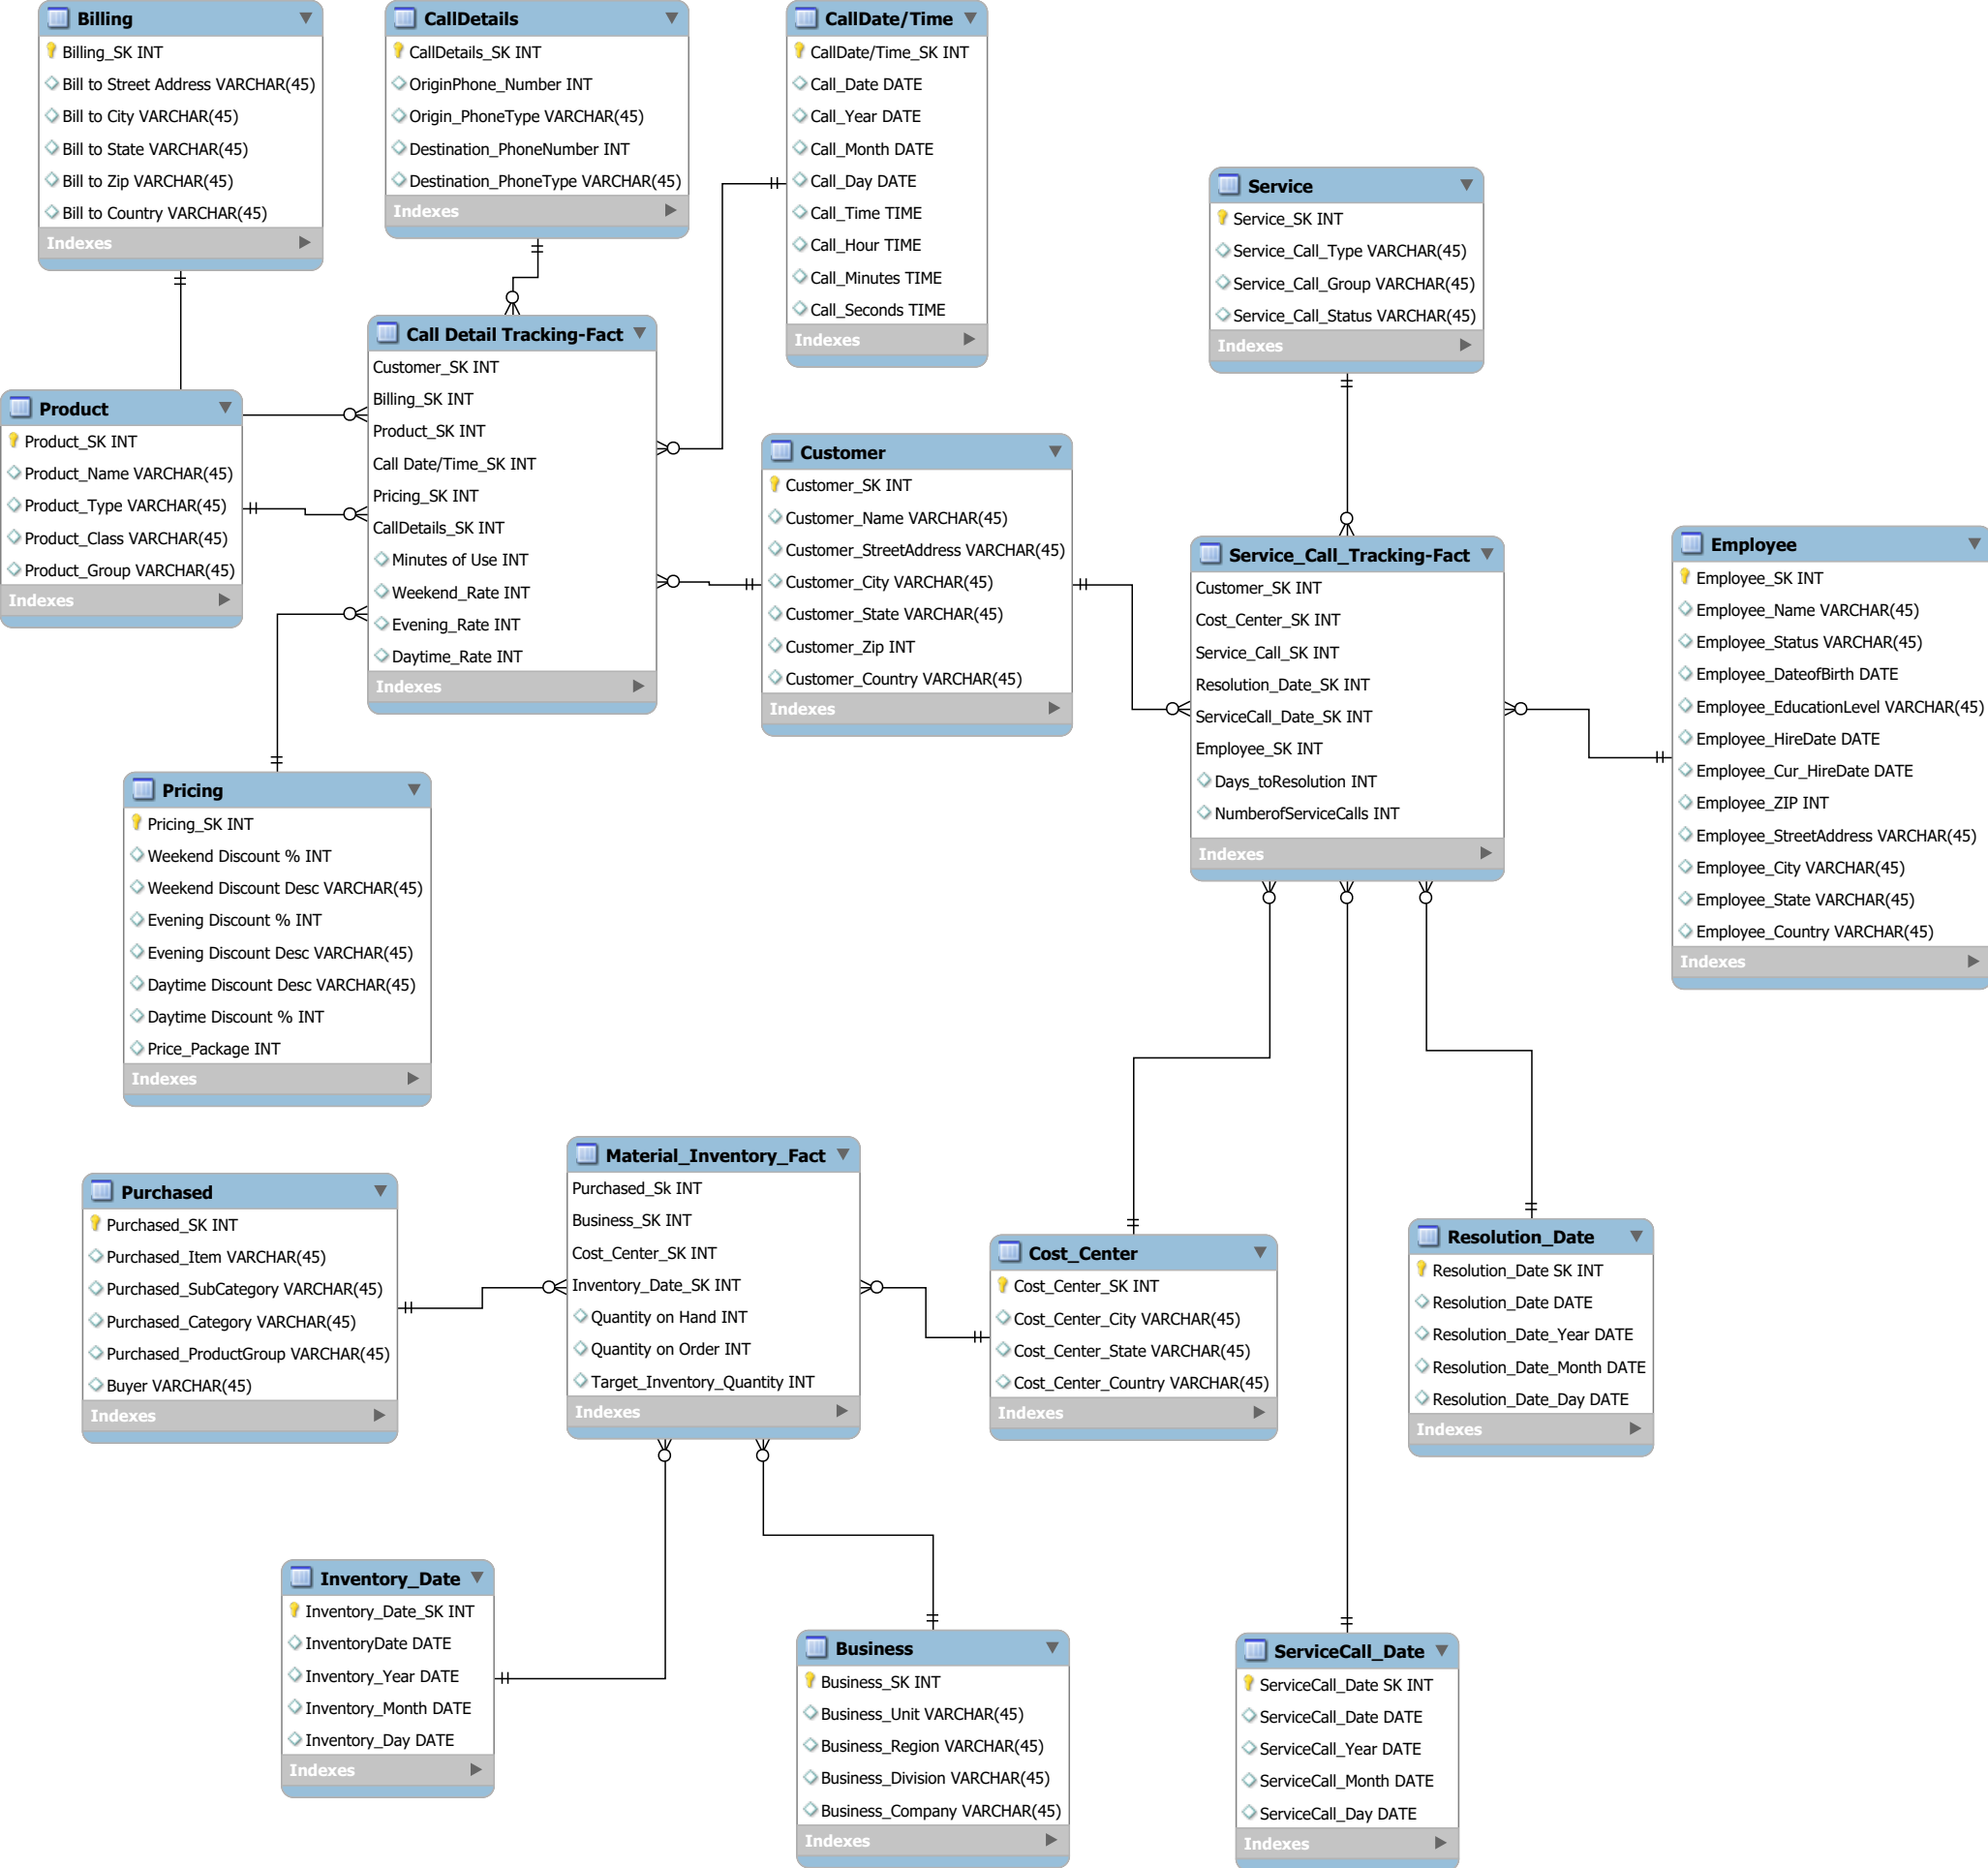 Billing
Billing_SK INT
Bill to Street Address VARCHAR(45)
Bill to City VARCHAR(45)
Bill to State VARCHAR(45)
Bill to Zip VARCHAR(45)
Bill to Country VARCHAR(45)
Indexes
CallDetails
CallDetails_SK INT
OriginPhone_Number INT
Origin_PhoneType VARCHAR(45)
Destination_PhoneNumber INT
Destination_PhoneType VARCHAR(45)
Indexes
CallDate/Time
CallDate/Time_SK INT
Call_Date DATE
Call_Year DATE
Call_Month DATE
Call_Day DATE
Call_Time TIME
Call_Hour TIME
Call_Minutes TIME
Call_Seconds TIME
Indexes
Service
Service_SK INT
Service_Call_Type VARCHAR(45)
Service_Call_Group VARCHAR(45)
Service_Call_Status VARCHAR(45)
Indexes
Call Detail Tracking-Fact
Customer_SK INT
Billing_SK INT
Product_SK INT
Call Date/Time_SK INT
Pricing_SK INT
CallDetails_SK INT
Minutes of Use INT
Weekend_Rate INT
Evening_Rate INT
Daytime_Rate INT
Indexes
Product
Product_SK INT
Product_Name VARCHAR(45)
Product_Type VARCHAR(45)
Product_Class VARCHAR(45)
Product_Group VARCHAR(45)
Indexes
Customer
Customer_SK INT
Customer_Name VARCHAR(45)
Customer_StreetAddress VARCHAR(45)
Customer_City VARCHAR(45)
Customer_State VARCHAR(45)
Customer_Zip INT
Customer_Country VARCHAR(45)
Indexes
Service_Call_Tracking-Fact
Customer_SK INT
Cost_Center_SK INT
Service_Call_SK INT
Resolution_Date_SK INT
ServiceCall_Date_SK INT
Employee_SK INT
Days_toResolution INT
NumberofServiceCalls INT
Indexes
Employee
Employee_SK INT
Employee_Name VARCHAR(45)
Employee_Status VARCHAR(45)
Employee_DateofBirth DATE
Employee_EducationLevel VARCHAR(45)
Employee_HireDate DATE
Employee_Cur_HireDate DATE
Employee_ZIP INT
Employee_StreetAddress VARCHAR(45)
Employee_City VARCHAR(45)
Employee_State VARCHAR(45)
Employee_Country VARCHAR(45)
Indexes
Pricing
Pricing_SK INT
Weekend Discount % INT
Weekend Discount Desc VARCHAR(45)
Evening Discount % INT
Evening Discount Desc VARCHAR(45)
Daytime Discount Desc VARCHAR(45)
Daytime Discount % INT
Price_Package INT
Indexes
Purchased
Purchased_SK INT
Purchased_Item VARCHAR(45)
Purchased_SubCategory VARCHAR(45)
Purchased_Category VARCHAR(45)
Purchased_ProductGroup VARCHAR(45)
Buyer VARCHAR(45)
Indexes
Material_Inventory_Fact
Purchased_Sk INT
Business_SK INT
Cost_Center_SK INT
Inventory_Date_SK INT
Quantity on Hand INT
Quantity on Order INT
Target_Inventory_Quantity INT
Indexes
Cost_Center
Cost_Center_SK INT
Cost_Center_City VARCHAR(45)
Cost_Center_State VARCHAR(45)
Cost_Center_Country VARCHAR(45)
Indexes
Resolution_Date
Resolution_Date SK INT
Resolution_Date DATE
Resolution_Date_Year DATE
Resolution_Date_Month DATE
Resolution_Date_Day DATE
Indexes
Inventory_Date
Inventory_Date_SK INT
InventoryDate DATE
Inventory_Year DATE
Inventory_Month DATE
Inventory_Day DATE
Indexes
Business
Business_SK INT
Business_Unit VARCHAR(45)
Business_Region VARCHAR(45)
Business_Division VARCHAR(45)
Business_Company VARCHAR(45)
Indexes
ServiceCall_Date
ServiceCall_Date SK INT
ServiceCall_Date DATE
ServiceCall_Year DATE
ServiceCall_Month DATE
ServiceCall_Day DATE
Indexes